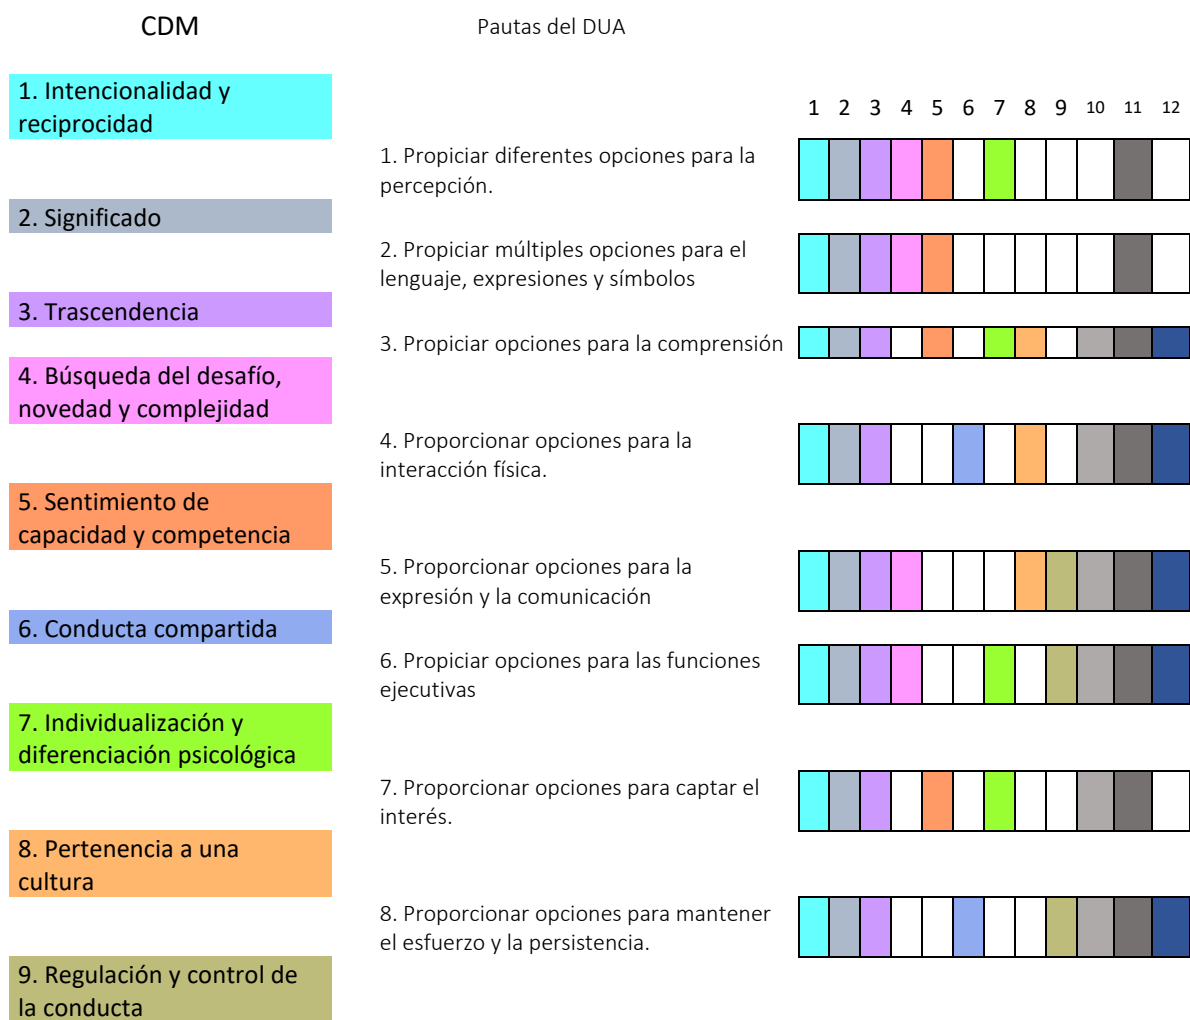 CDM
Pautas del DUA
1. Intencionalidad y
reciprocidad
2. Significado
3. Trascendencia
4. Búsqueda del desafío,
novedad y complejidad
5. Sentimiento de
capacidad y competencia
6. Conducta compartida
7. Individualización y
diferenciación psicológica
8. Pertenencia a una
cultura
9. Regulación y control de
la conducta
1 2 3 4 5 6 7 8 9 10 11 12
1. Propiciar diferentes opciones para la
percepción.
2. Propiciar múltiples opciones para el
lenguaje, expresiones y símbolos
3. Propiciar opciones para la comprensión
4. Proporcionar opciones para la
interacción física.
5. Proporcionar opciones para la
expresión y la comunicación
6. Propiciar opciones para las funciones
ejecutivas
7. Proporcionar opciones para captar el
interés.
8. Proporcionar opciones para mantener
el esfuerzo y la persistencia.